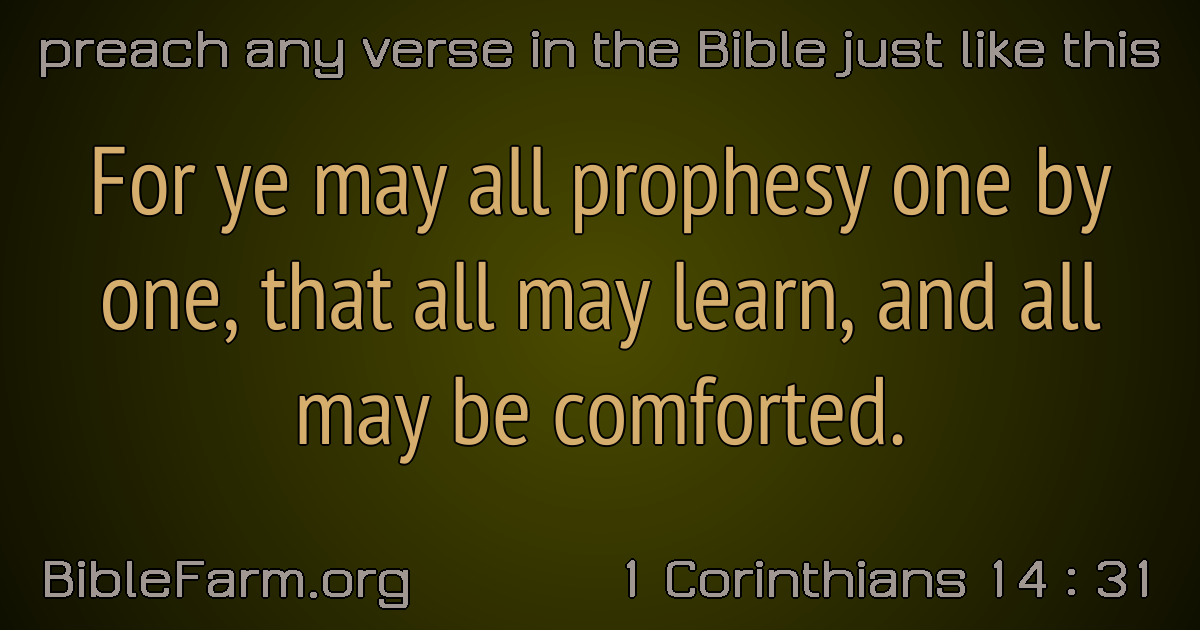 preach any verse in the Bible just like this
For ye may all prophesy one by
one, that all may learn, and all
may be comforted.
BibleFarm.org
1 Corinthians 14 : 31